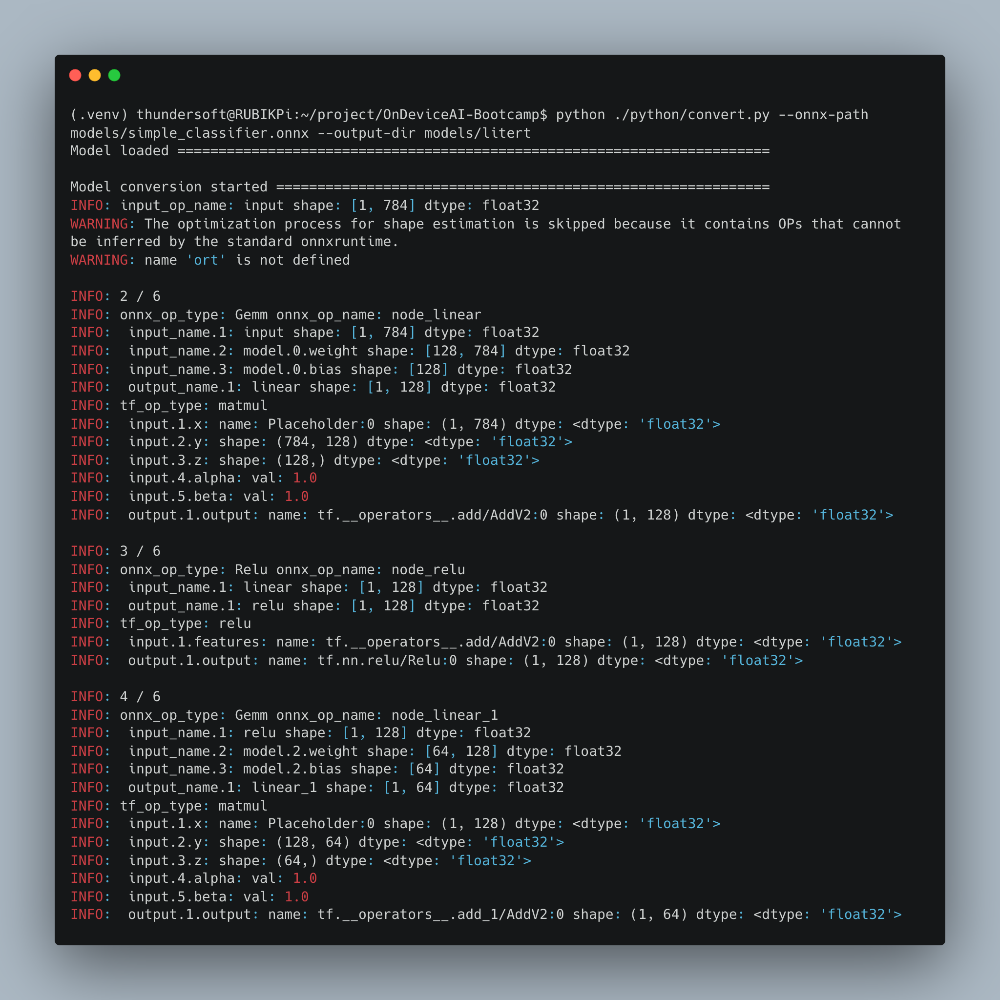 (.venv) thundersoft@RUBIKPi:~/project/OnDeviceAI-Bootcamp$ python ./python/convert.py --onnx-path
models/simple_classifier.onnx --output-dir models/litert
Model loaded ========================================================================
Model conversion started ============================================================
INFO: input_op_name: input shape: [1, 784] dtype: float32
WARNING: The optimization process for shape estimation is skipped because it contains OPs that cannot
be inferred by the standard onnxruntime.
WARNING: name 'ort' is not defined
INFO: 2 / 6
INFO: onnx_op_type: Gemm onnx_op_name: node_linear
INFO:  input_name.1: input shape: [1, 784] dtype: float32
INFO:  input_name.2: model.0.weight shape: [128, 784] dtype: float32
INFO:  input_name.3: model.0.bias shape: [128] dtype: float32
INFO:  output_name.1: linear shape: [1, 128] dtype: float32
INFO: tf_op_type: matmul
INFO:  input.1.x: name: Placeholder:0 shape: (1, 784) dtype: <dtype: 'float32'>
INFO:  input.2.y: shape: (784, 128) dtype: <dtype: 'float32'>
INFO:  input.3.z: shape: (128,) dtype: <dtype: 'float32'>
INFO:  input.4.alpha: val: 1.0
INFO:  input.5.beta: val: 1.0
INFO:  output.1.output: name: tf.__operators__.add/AddV2:0 shape: (1, 128) dtype: <dtype: 'float32'>
INFO: 3 / 6
INFO: onnx_op_type: Relu onnx_op_name: node_relu
INFO:  input_name.1: linear shape: [1, 128] dtype: float32
INFO:  output_name.1: relu shape: [1, 128] dtype: float32
INFO: tf_op_type: relu
INFO:  input.1.features: name: tf.__operators__.add/AddV2:0 shape: (1, 128) dtype: <dtype: 'float32'>
INFO:  output.1.output: name: tf.nn.relu/Relu:0 shape: (1, 128) dtype: <dtype: 'float32'>
INFO: 4 / 6
INFO: onnx_op_type: Gemm onnx_op_name: node_linear_1
INFO:  input_name.1: relu shape: [1, 128] dtype: float32
INFO:  input_name.2: model.2.weight shape: [64, 128] dtype: float32
INFO:  input_name.3: model.2.bias shape: [64] dtype: float32
INFO:  output_name.1: linear_1 shape: [1, 64] dtype: float32
INFO: tf_op_type: matmul
INFO:  input.1.x: name: Placeholder:0 shape: (1, 128) dtype: <dtype: 'float32'>
INFO:  input.2.y: shape: (128, 64) dtype: <dtype: 'float32'>
INFO:  input.3.z: shape: (64,) dtype: <dtype: 'float32'>
INFO:  input.4.alpha: val: 1.0
INFO:  input.5.beta: val: 1.0
INFO:  output.1.output: name: tf.__operators__.add_1/AddV2:0 shape: (1, 64) dtype: <dtype: 'float32'>